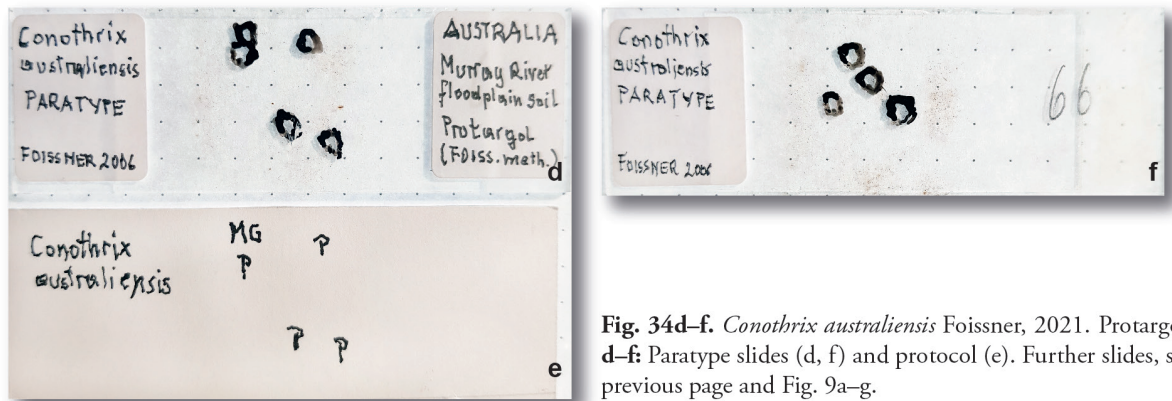 Conothrix
australiensis
PARATYPE
FOISSNER 2006
AUSTRALIA
Murray River
floodplain soil
Protargol
(FOISS. meth.)
d
Conothrix
australiensis
PARATYPE
FOISSNER 2006
66
f
Conothrix
australiensis
MG
P
P
P
P
e
Fig. 34d–f. Conothrix australiensis Foissner, 2021.
d–f: Paratype slides (d, f) and protocol (e). Further slides,
previous page and Fig. 9a–g.